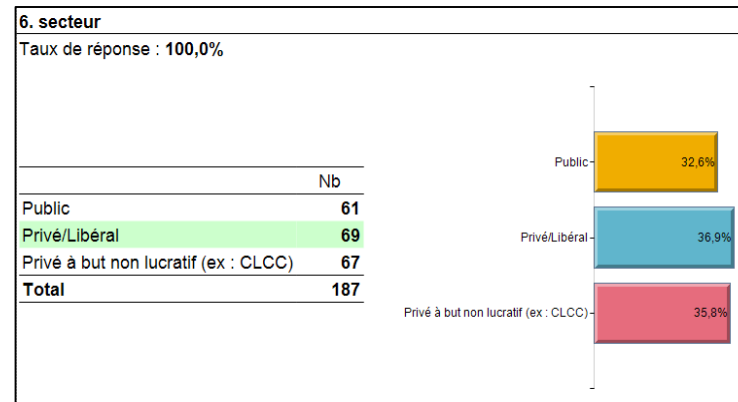 6. secteur
Taux de réponse : 100,0%
Nb
Public 61
Privé/Libéral 69
Privé à but non lucratif (ex : CLCC) 67
Total 187
Public 32,6%
Privé/Libéral 36,9%
Privé à but non lucratif (ex : CLCC) 35,8%